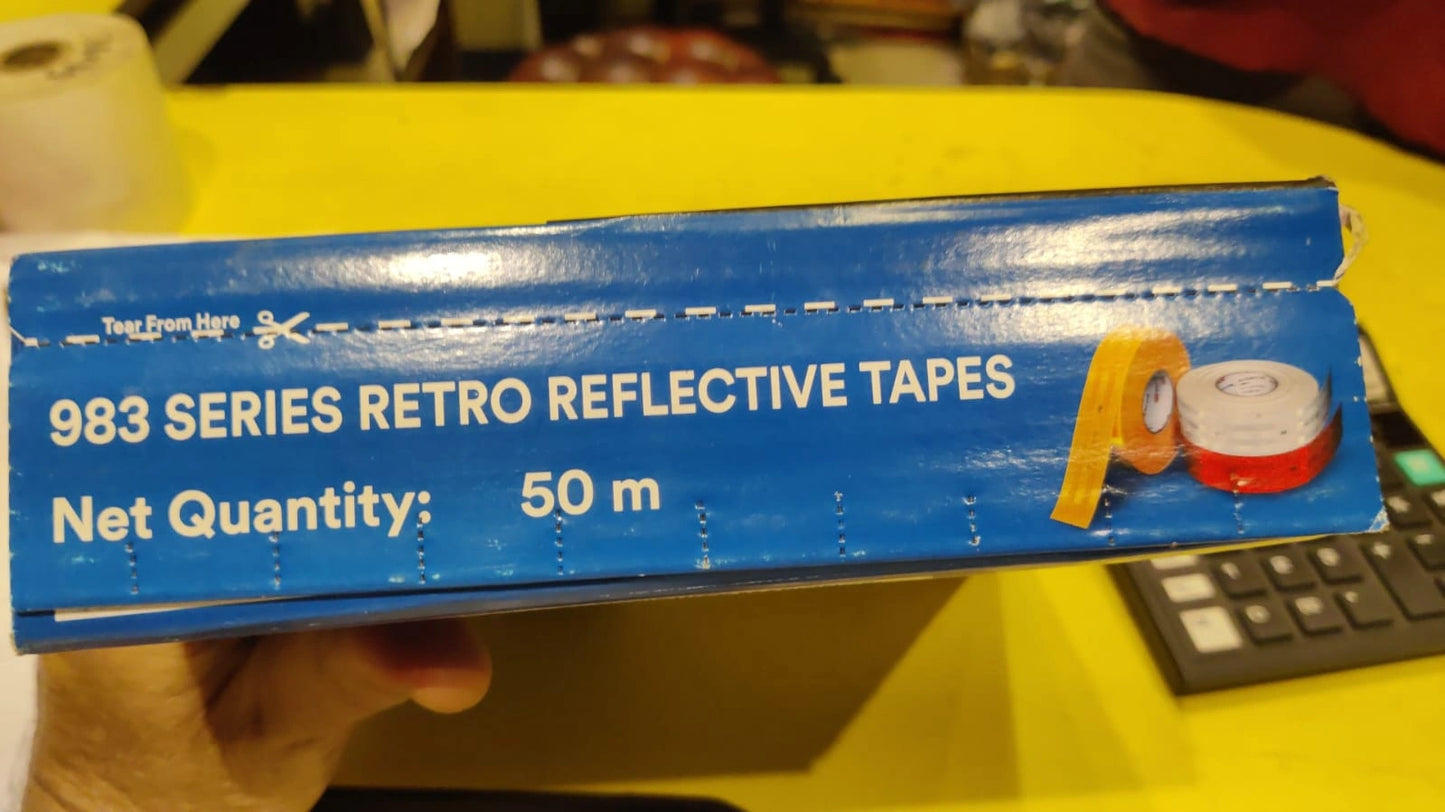 Tear From Here
983 SERIES RETRO REFLECTIVE TAPES
Net Quantity: 50 m